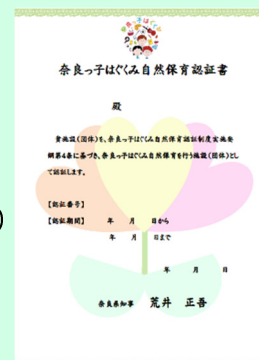 奈良っ子はぐくみ
奈良っ子はぐくみ自然保育認証書
殿
貴施設(団体)を、奈良っ子はぐくみ自然保育認証制度実施要
綱第4条に基づき、奈良っ子はぐくみ自然保育を行う施設(団体)とし
て認証します。
【認証番号】
【認証期間】 年 月 日から
年 月 日まで
年 月 日
奈良県知事 荒井 正吾
)